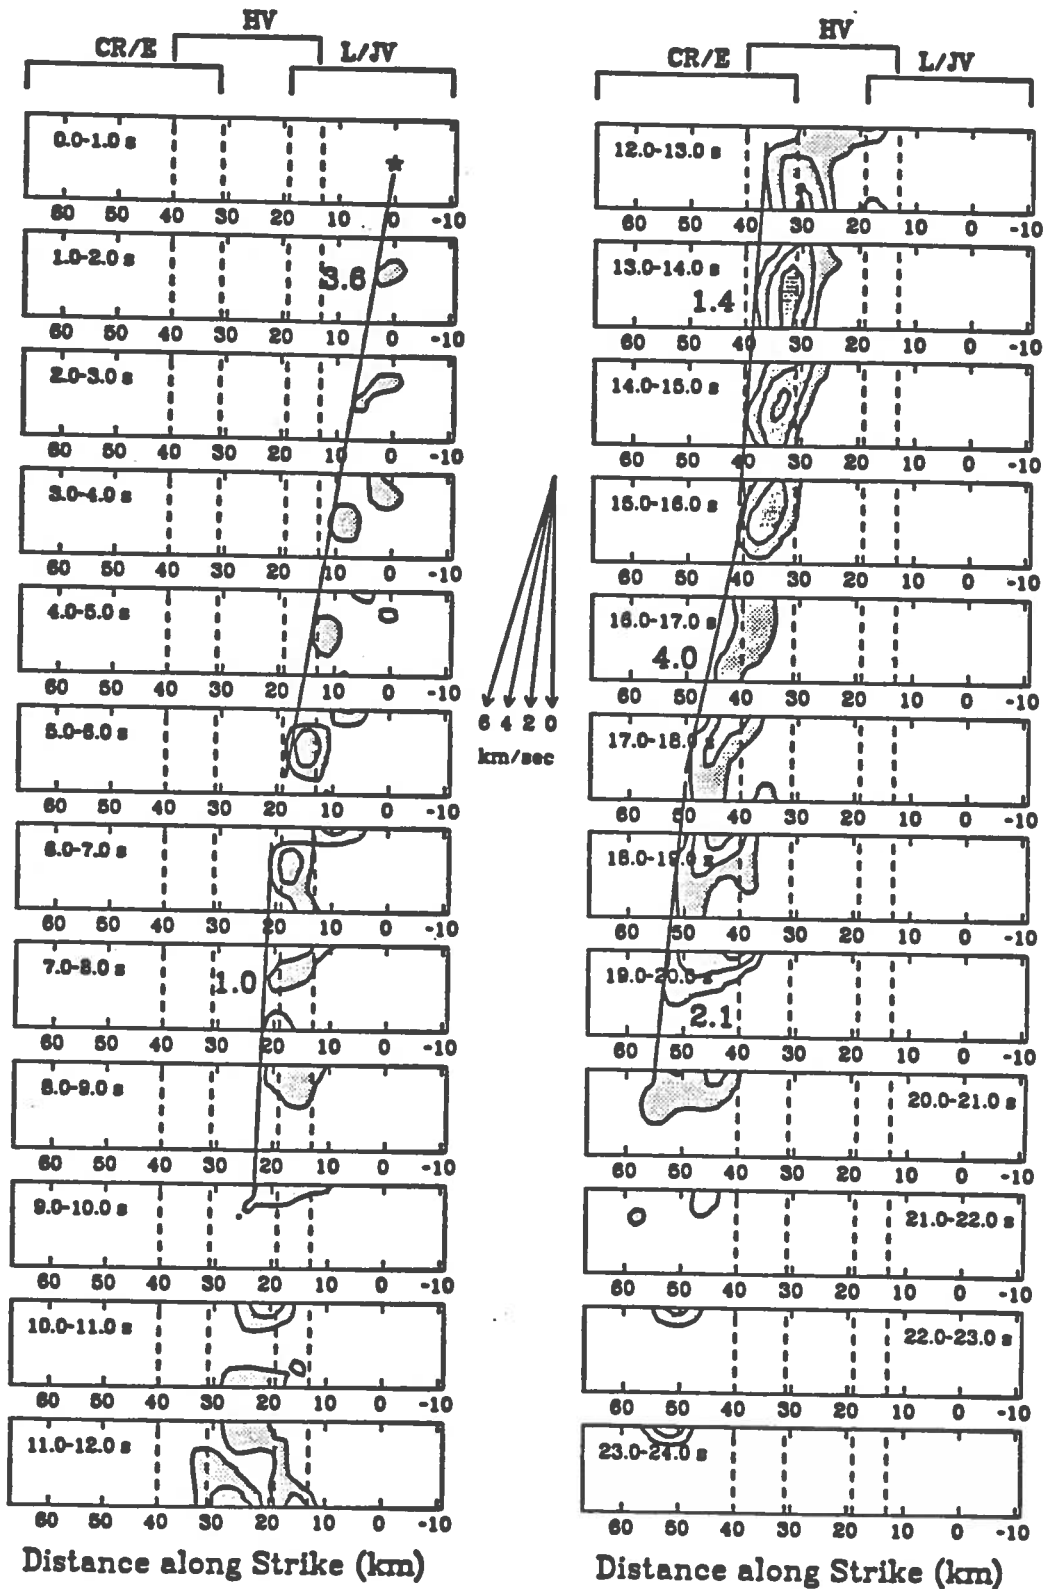 HV
CR/E L/JV
0.0-1.0 s
60 50 40 30 20 10 0 -10
1.0-2.0 s
3.6
60 50 40 30 20 10 0 -10
2.0-3.0 s
60 50 40 30 20 10 0 -10
3.0-4.0 s
60 50 40 30 20 10 0 -10
4.0-5.0 s
60 50 40 30 20 10 0 -10
5.0-6.0 s
60 50 40 30 20 10 0 -10
6.0-7.0 s
60 50 40 30 20 10 0 -10
7.0-8.0 s
1.0
60 50 40 30 20 10 0 -10
8.0-9.0 s
60 50 40 30 20 10 0 -10
9.0-10.0 s
60 50 40 30 20 10 0 -10
10.0-11.0 s
60 50 40 30 20 10 0 -10
11.0-12.0 s
60 50 40 30 20 10 0 -10
Distance along Strike (km)
6 4 2 0
km/sec
HV
CR/E L/JV
12.0-13.0 s
60 50 40 30 20 10 0 -10
13.0-14.0 s
1.4
60 50 40 30 20 10 0 -10
14.0-15.0 s
60 50 40 30 20 10 0 -10
15.0-16.0 s
60 50 40 30 20 10 0 -10
16.0-17.0 s
4.0
60 50 40 30 20 10 0 -10
17.0-18.0 s
60 50 40 30 20 10 0 -10
18.0-19.0 s
60 50 40 30 20 10 0 -10
19.0-20.0 s
2.1
60 50 40 30 20 10 0 -10
20.0-21.0 s
60 50 40 30 20 10 0 -10
21.0-22.0 s
60 50 40 30 20 10 0 -10
22.0-23.0 s
60 50 40 30 20 10 0 -10
23.0-24.0 s
60 50 40 30 20 10 0 -10
Distance along Strike (km)